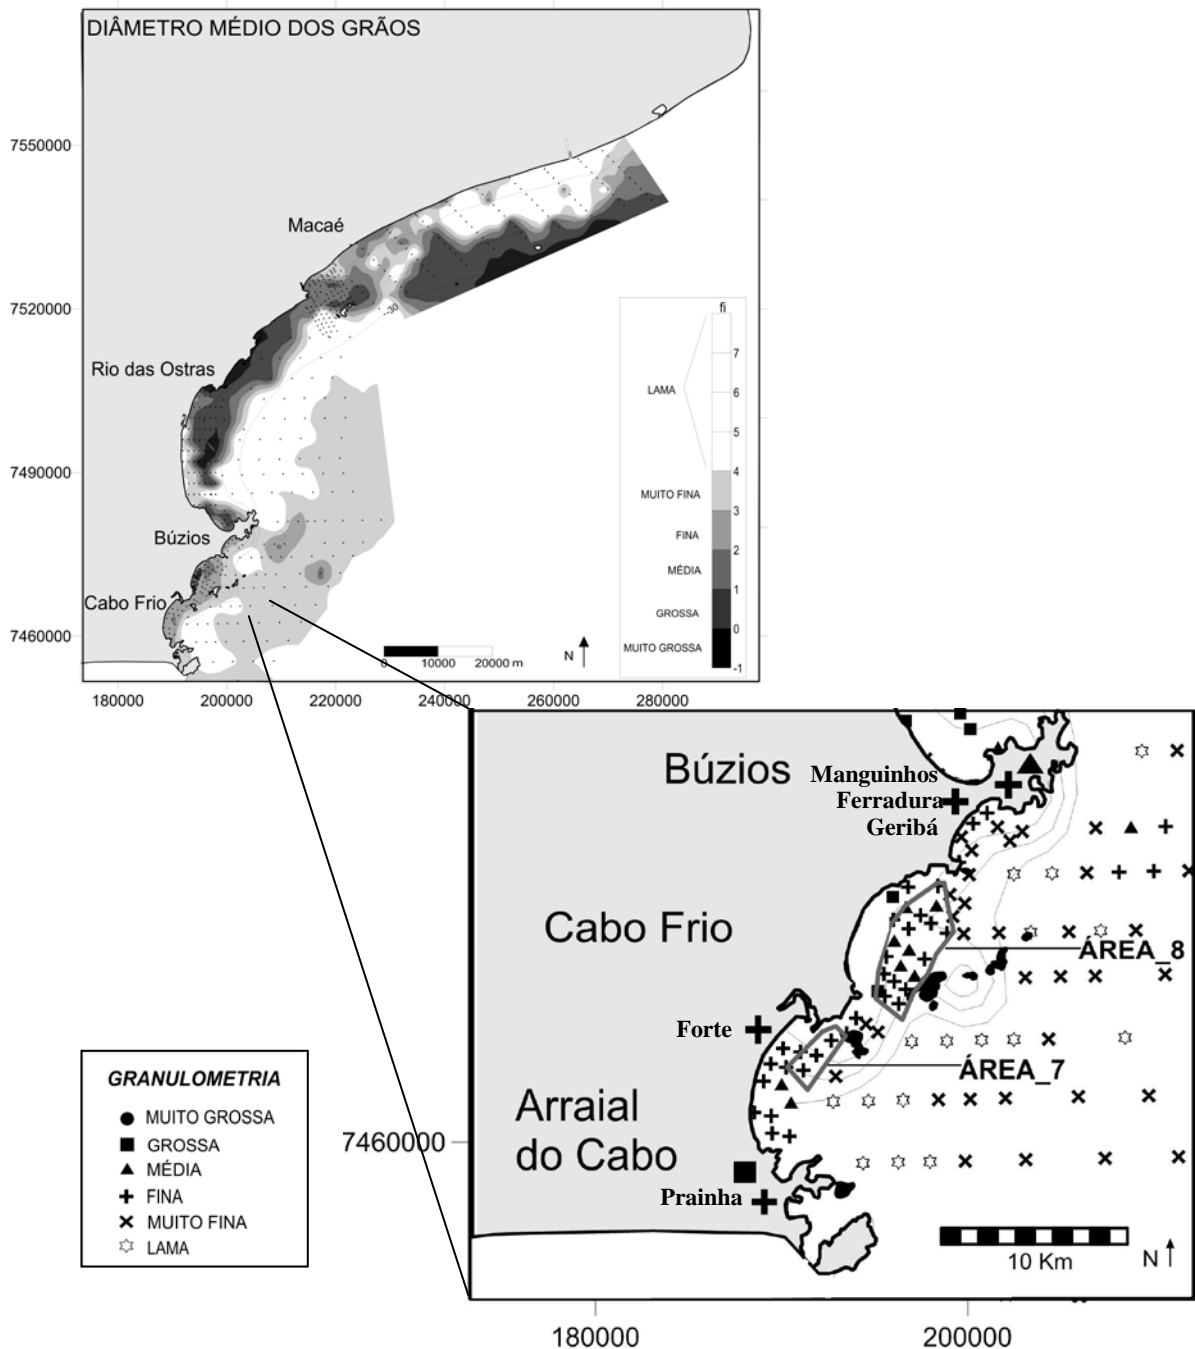 DIÂMETRO MÉDIO DOS GRÃOS
7550000
Macaé
7520000
30
Rio das Ostras
7490000
Búzios
Cabo Frio
7460000
fi
7
LAMA
6
5
4
MUITO FINA
3
FINA
2
MÉDIA
1
GROSSA
0
MUITO GROSSA
-1
0 10000 20000 m
N
180000 200000 220000 240000 260000 280000
Búzios
Manguinhos
Ferradura
Geribá
Cabo Frio
ÁREA_8
Forte
ÁREA_7
Arraial
do Cabo
7460000
Prainha
10 Km
N
180000 200000
GRANULOMETRIA
MUITO GROSSA
GROSSA
MÉDIA
FINA
MUITO FINA
LAMA